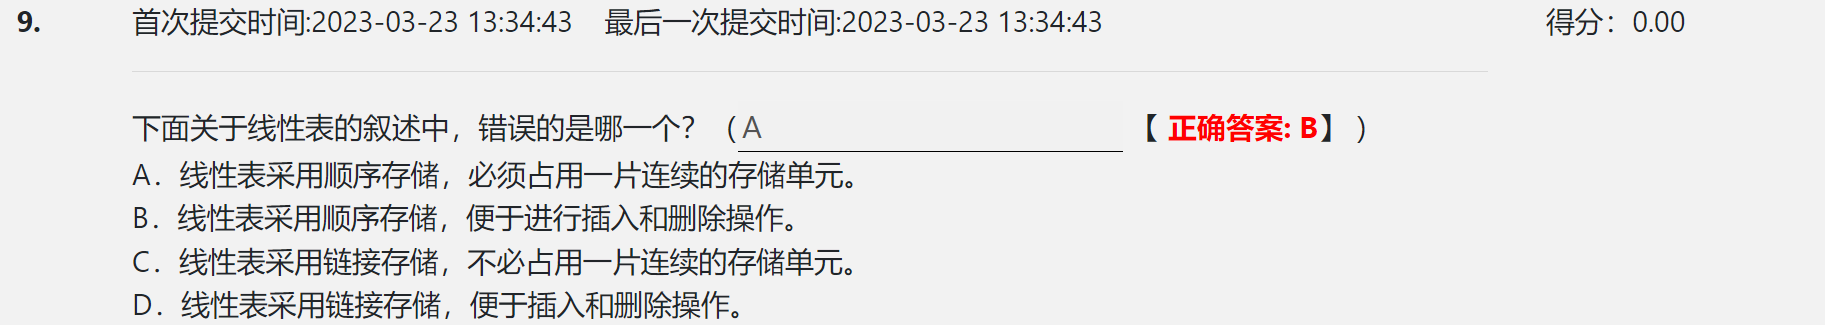 9. 首次提交时间:2023-03-23 13:34:43 最后一次提交时间:2023-03-23 13:34:43 得分：0.00
下面关于线性表的叙述中，错误的是哪一个？（A 【 正确答案: B】 ）
A．线性表采用顺序存储，必须占用一片连续的存储单元。
B．线性表采用顺序存储，便于进行插入和删除操作。
C．线性表采用链接存储，不必占用一片连续的存储单元。
D．线性表采用链接存储，便于插入和删除操作。